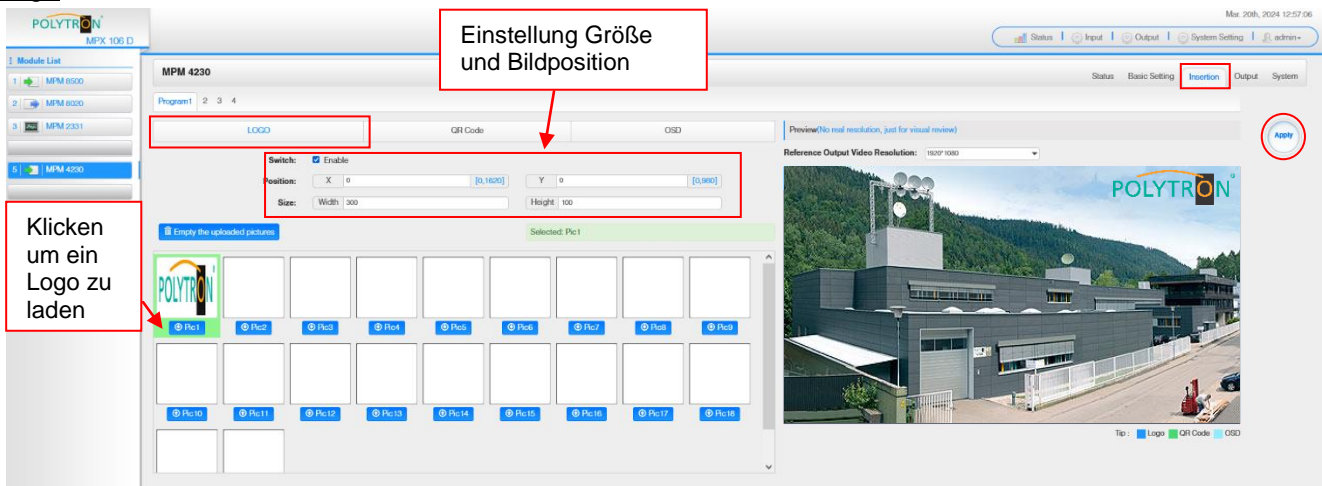 POLYTRON
MPX 106 D
Mar. 20th, 2024 12:57:06
Status Input Output System Setting admin
Einstellung Größe
und Bildposition
Module List
1 MPM 8500
2 MPM 8020
3 MPM 2331
5 MPM 4230
MPM 4230
Status Basic Setting Insertion Output System
Program1 2 3 4
LOGO QR Code OSD
Preview(No real resolution, just for visual review)
Apply
Switch: Enable
Reference Output Video Resolution: 1920*1080
Position: X 0 [0,1620] Y 0 [0,980]
Size: Width 300 Height 100
Empty the uploaded pictures
Selected: Pic1
Klicken
um ein
Logo zu
laden
POLYTRON
POLYTRON
Pic1 Pic2 Pic3 Pic4 Pic5 Pic6 Pic7 Pic8 Pic9
Pic10 Pic11 Pic12 Pic13 Pic14 Pic15 Pic16 Pic17 Pic18
Tip : Logo QR Code OSD